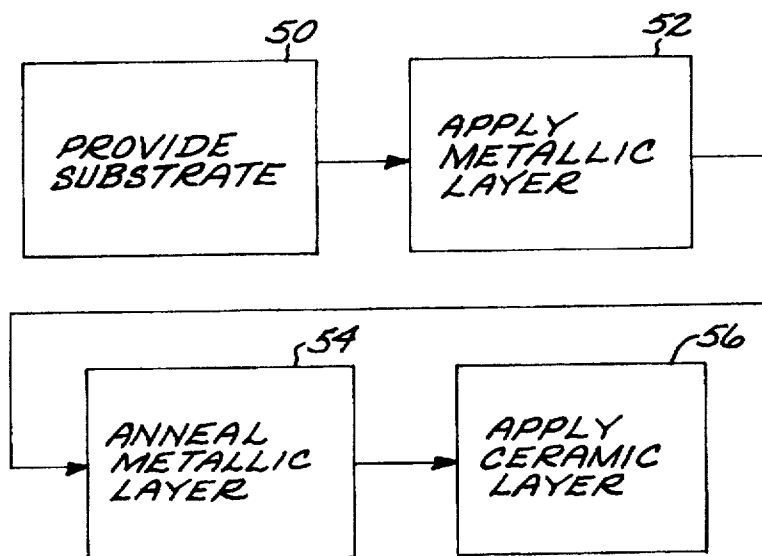 50
PROVIDE
SUBSTRATE
52
APPLY
METALLIC
LAYER
54
ANNEAL
METALLIC
LAYER
56
APPLY
CERAMIC
LAYER